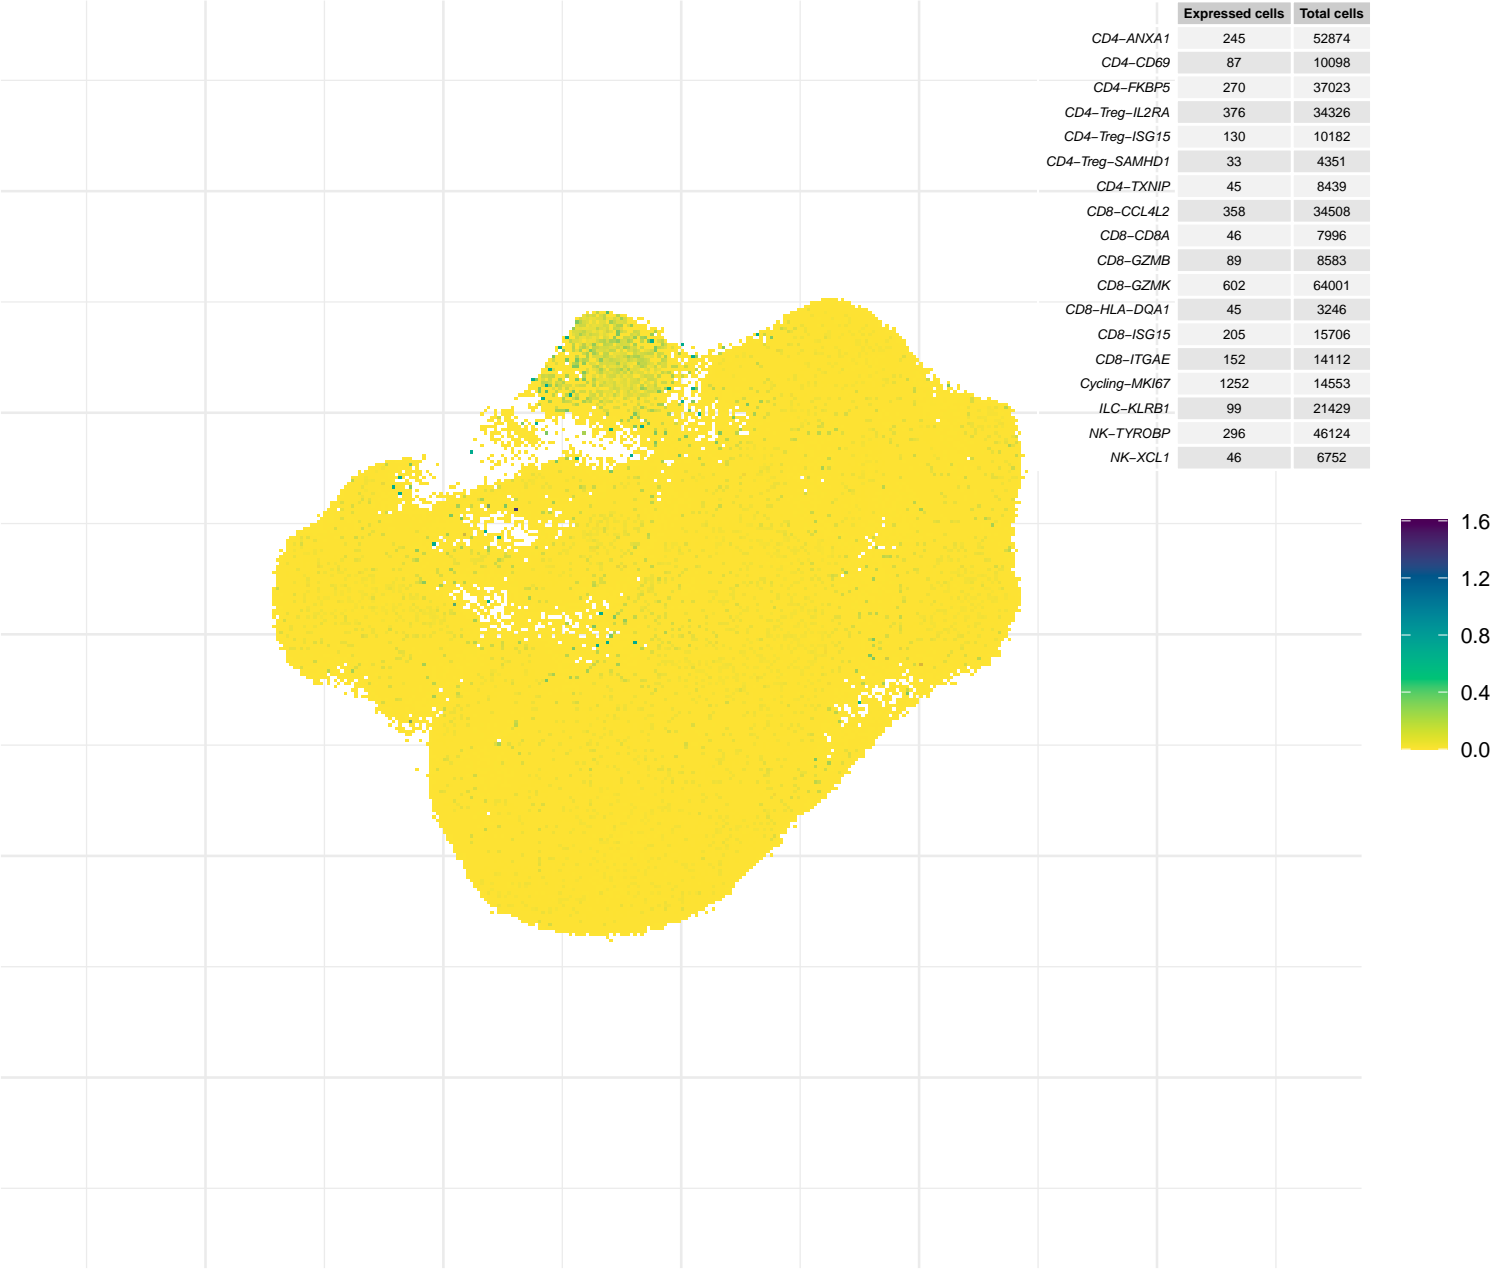 Expressed cells Total cells
CD4−ANXA1 245 52874
CD4−CD69 87 10098
CD4−FKBP5 270 37023
CD4−Treg−IL2RA 376 34326
CD4−Treg−ISG15 130 10182
CD4−Treg−SAMHD1 33 4351
CD4−TXNIP 45 8439
CD8−CCL4L2 358 34508
CD8−CD8A 46 7996
CD8−GZMB 89 8583
CD8−GZMK 602 64001
CD8−HLA−DQA1 45 3246
CD8−ISG15 205 15706
CD8−ITGAE 152 14112
Cycling−MKI67 1252 14553
ILC−KLRB1 99 21429
NK−TYROBP 296 46124
NK−XCL1 46 6752
1.6
1.2
0.8
0.4
0.0